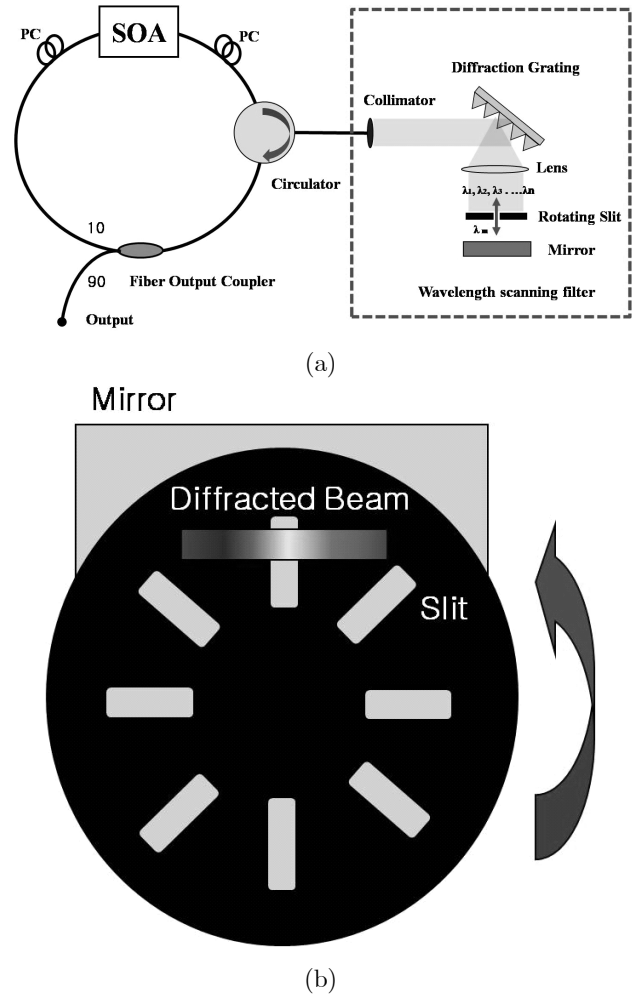 PC
SOA
PC
Diffraction Grating
Collimator
Circulator
Lens
λ1, λ2, λ3 . …λn
Rotating Slit
λ m
Mirror
10
90
Fiber Output Coupler
Wavelength scanning filter
Output
(a)
Mirror
Diffracted Beam
Slit
(b)